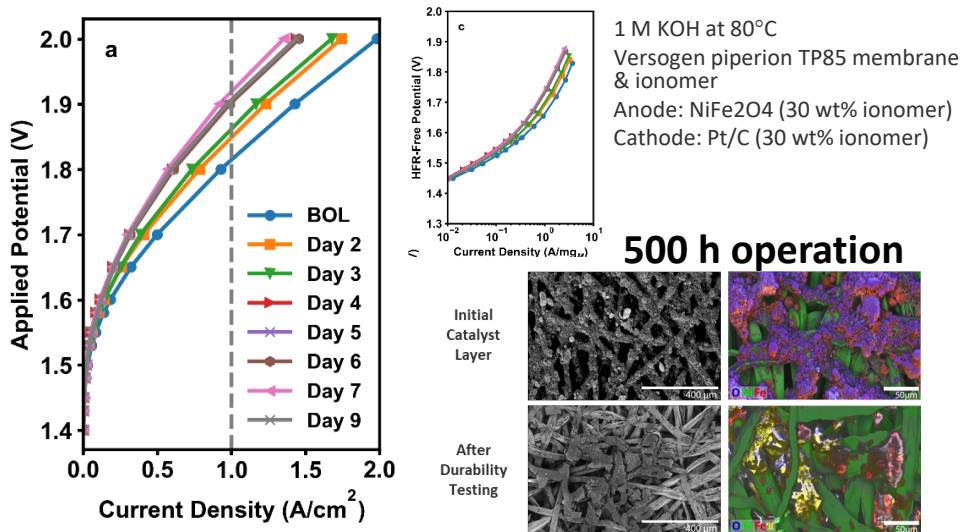 a
Applied Potential (V)
2.0
1.9
1.8
1.7
1.6
1.5
1.4
BOL
Day 2
Day 3
Day 4
Day 5
Day 6
Day 7
Day 9
0.0 0.5 1.0 1.5 2.0
Current Density (A/cm²)
c
HFR-Free Potential (V)
1.9
1.8
1.7
1.6
1.5
1.4
1.3
10⁻² 10⁻¹ 10⁰ 10¹
Current Density (A/mg
1 M KOH at 80°C
Versogen piperion TP85 membrane
& ionomer
Anode: NiFe2O4 (30 wt% ionomer)
Cathode: Pt/C (30 wt% ionomer)
500 h operation
Initial
Catalyst
Layer
400 μm
O Ni Fe
50μm
After
Durability
Testing
400 μm
50μm